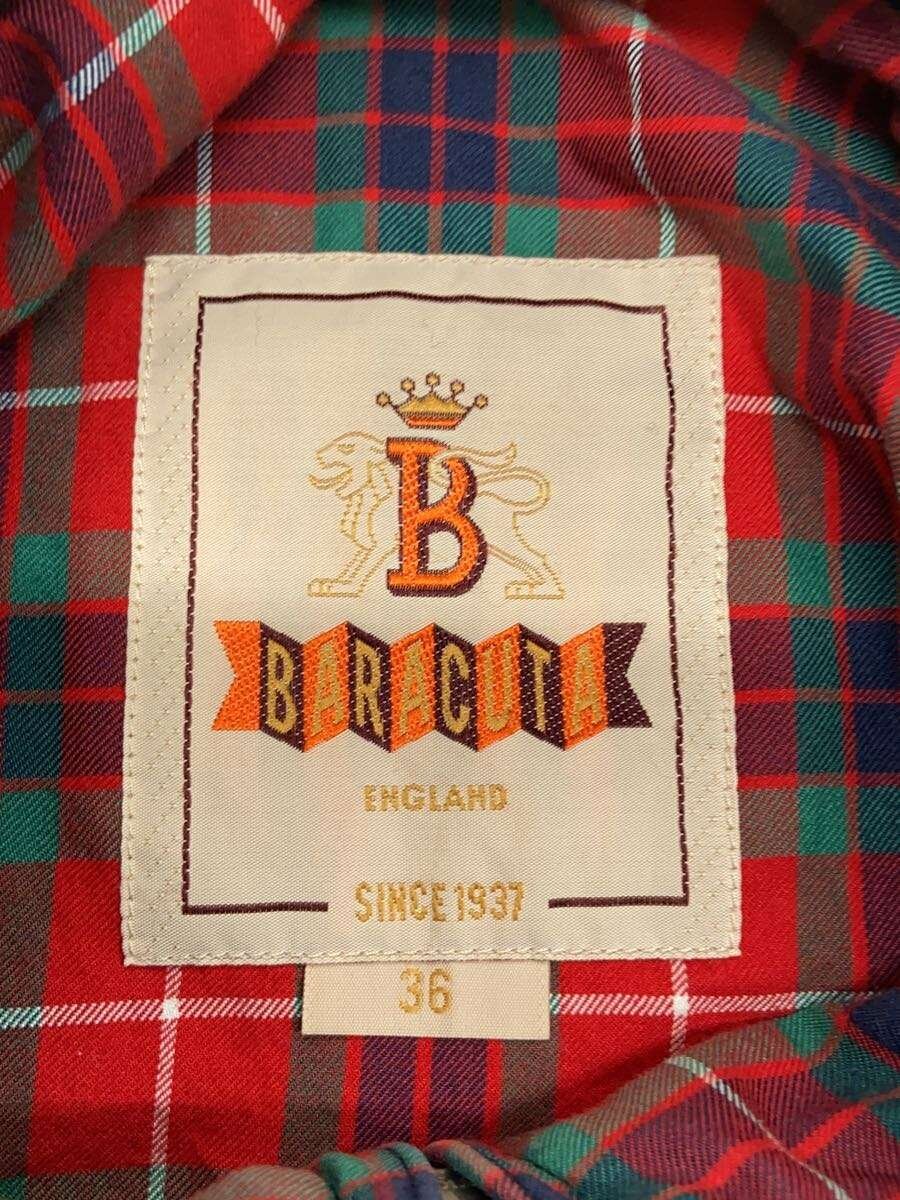 B
BARACUTA
ENGLAND
SINCE 1937
36